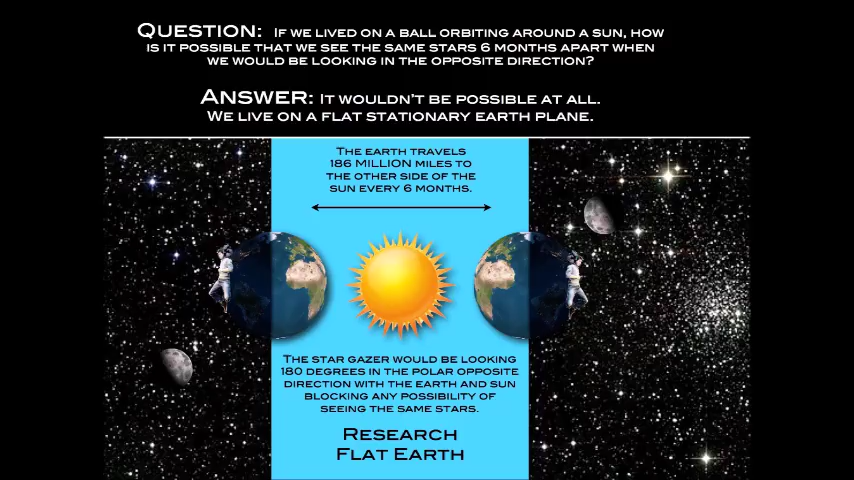 QUESTION: IF WE LIVED ON A BALL ORBITING AROUND A SUN, HOW
IS IT POSSIBLE THAT WE SEE THE SAME STARS 6 MONTHS APART WHEN
WE WOULD BE LOOKING IN THE OPPOSITE DIRECTION?
ANSWER: IT WOULDN'T BE POSSIBLE AT ALL.
WE LIVE ON A FLAT STATIONARY EARTH PLANE.
THE EARTH TRAVELS
186 MILLION MILES TO
THE OTHER SIDE OF THE
SUN EVERY 6 MONTHS.
THE STAR GAZER WOULD BE LOOKING
180 DEGREES IN THE POLAR OPPOSITE
DIRECTION WITH THE EARTH AND SUN
BLOCKING ANY POSSIBILITY OF
SEEING THE SAME STARS.
RESEARCH
FLAT EARTH